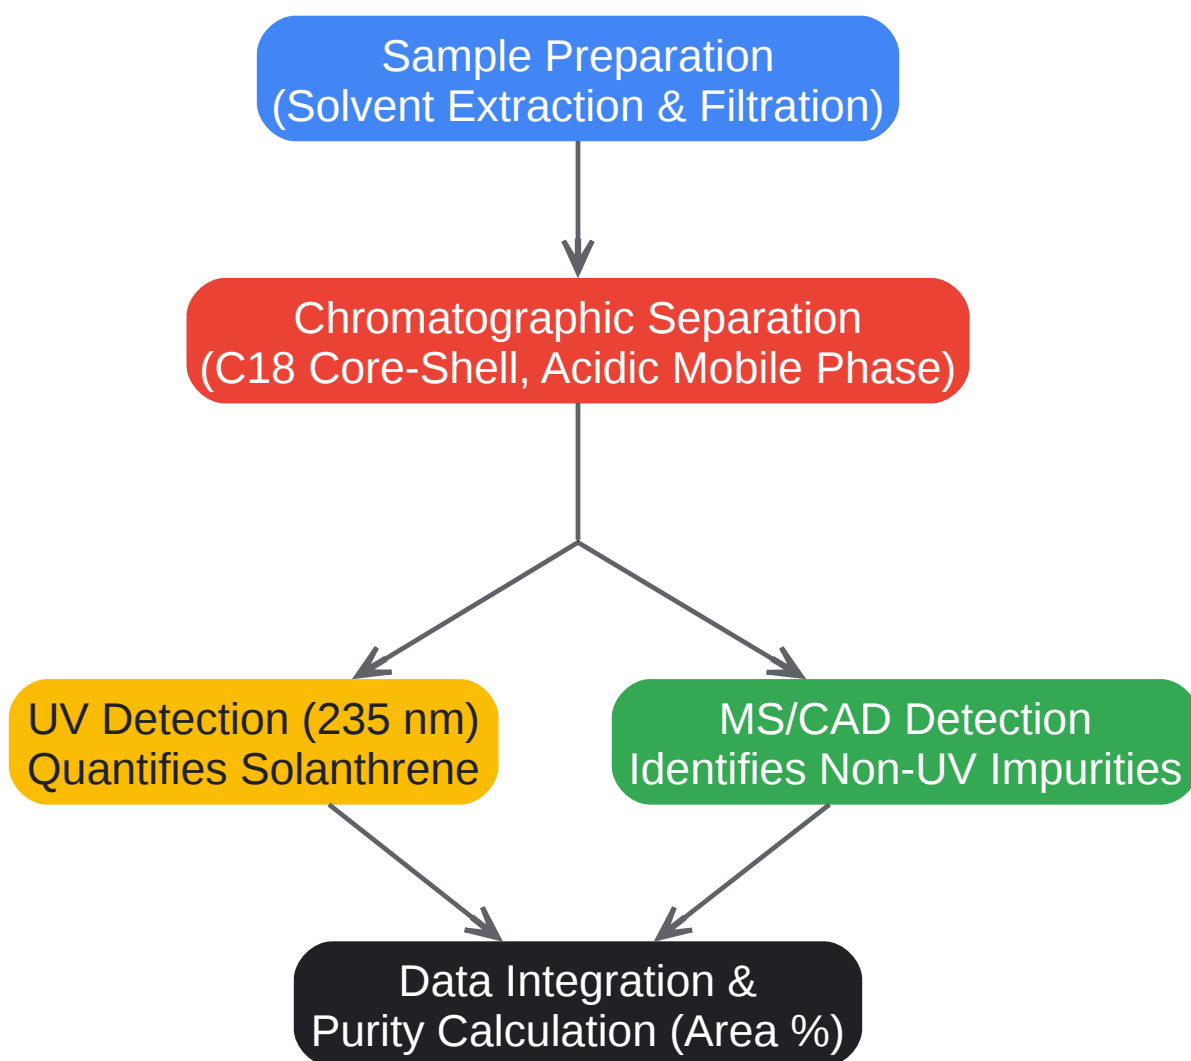 Sample Preparation
(Solvent Extraction & Filtration)
Chromatographic Separation
(C18 Core-Shell, Acidic Mobile Phase)
UV Detection (235 nm)
Quantifies Solanthrene
MS/CAD Detection
Identifies Non-UV Impurities
Data Integration &
Purity Calculation (Area %)